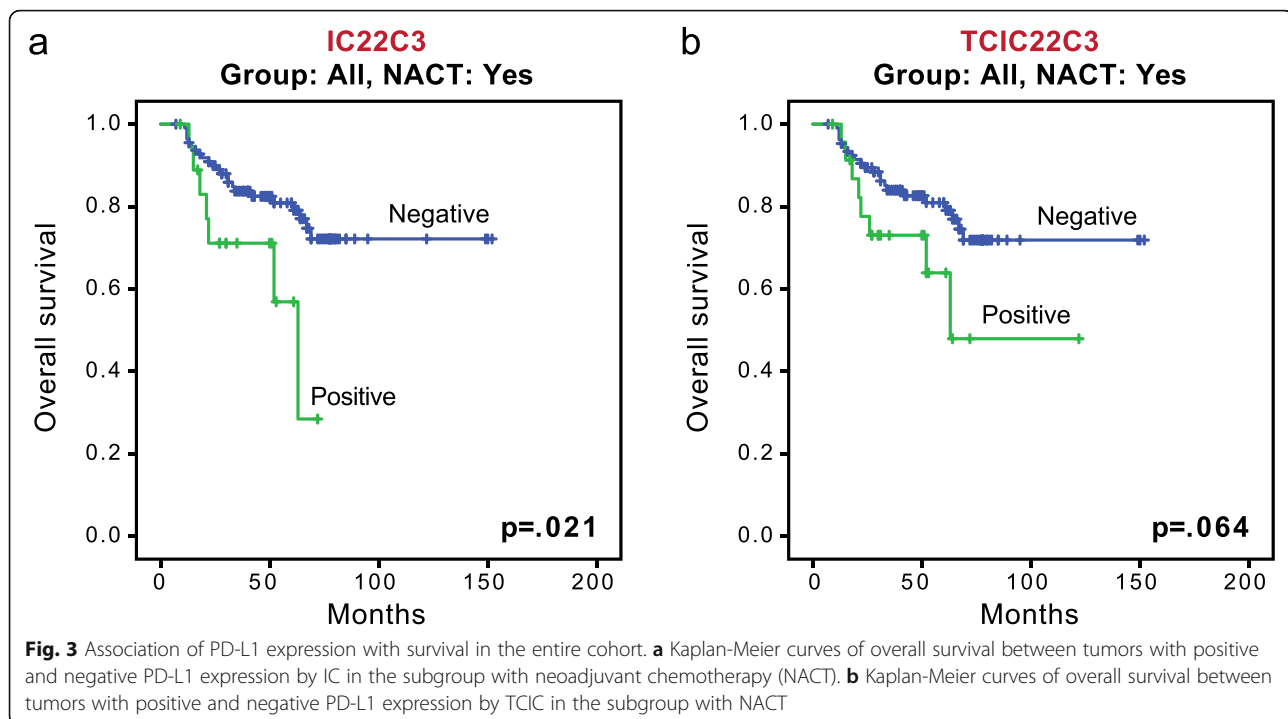 a
IC22C3
Group: All, NACT: Yes
1.0
0.8
0.6
0.4
0.2
0.0
Overall survival
Negative
Positive
p=.021
0 50 100 150 200
Months
b
TCIC22C3
Group: All, NACT: Yes
1.0
0.8
0.6
0.4
0.2
0.0
Overall survival
Negative
Positive
p=.064
0 50 100 150 200
Months
Fig. 3 Association of PD-L1 expression with survival in the entire cohort. a Kaplan-Meier curves of overall survival between tumors with positive
and negative PD-L1 expression by IC in the subgroup with neoadjuvant chemotherapy (NACT). b Kaplan-Meier curves of overall survival between
tumors with positive and negative PD-L1 expression by TCIC in the subgroup with NACT